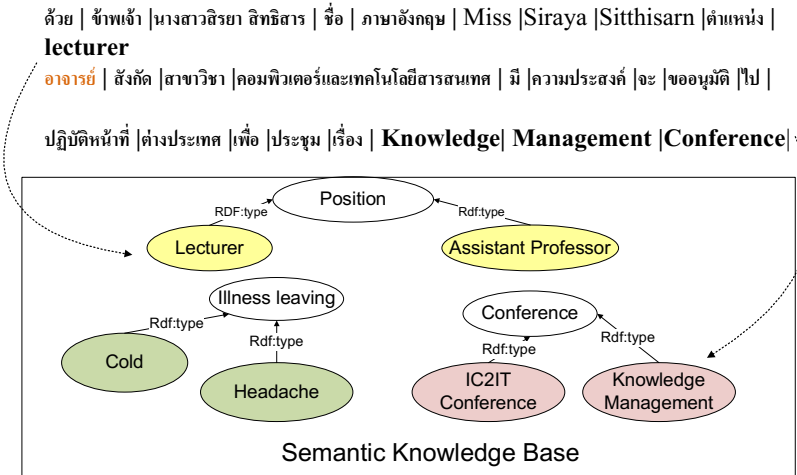 ด้วย | ข้าพเจ้า |นางสาวสิรยา สิทธิสาร | ชื่อ | ภาษาอังกฤษ | Miss |Siraya |Sitthisarn |ตำแหน่ง |
lecturer
อาจารย์ | สังกัด |สาขาวิชา |คอมพิวเตอร์และเทคโนโลยีสารสนเทศ | มี |ความประสงค์ |จะ |ขออนุมัติ |ไป |
ปฏิบัติหน้าที่ |ต่างประเทศ |เพื่อ |ประชุม |เรื่อง | Knowledge| Management |Conference|
Position
RDF:type
Rdf:type
Lecturer
Assistant Professor
Illness leaving
Conference
Rdf:type
Rdf:type
Rdf:type
Rdf:type
Cold
Headache
IC2IT
Conference
Knowledge
Management
Semantic Knowledge Base